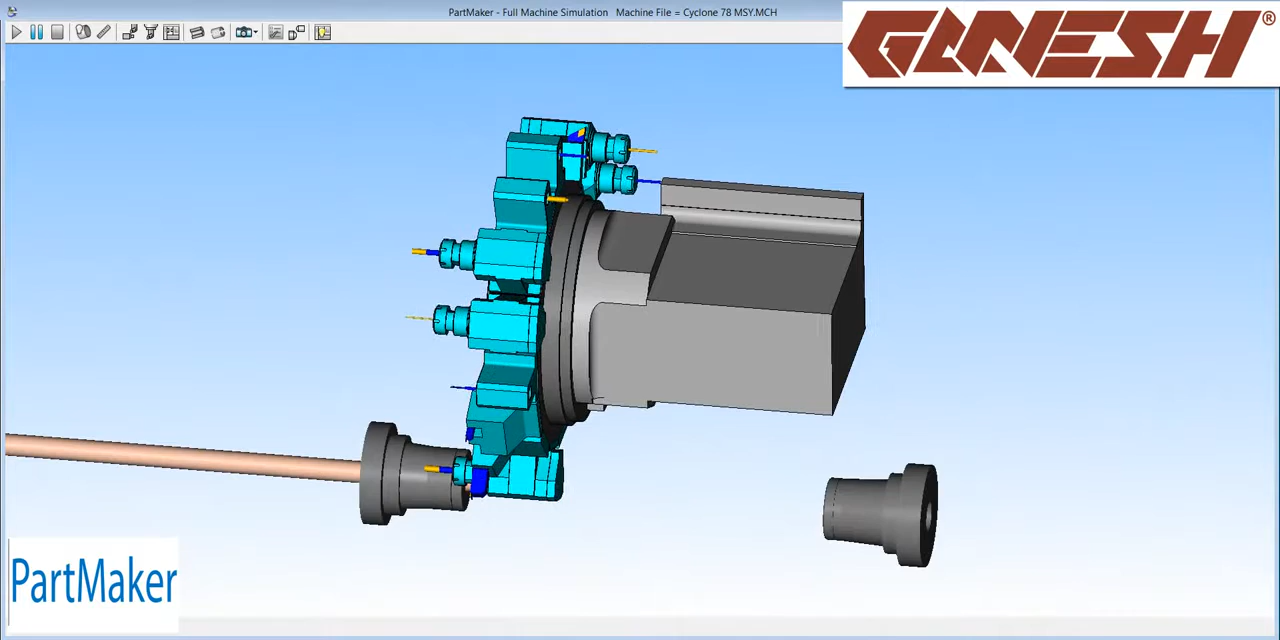 PartMaker - Full Machine Simulation   Machine File = Cyclone 78 MSY.MCH
GANESH®
PartMaker